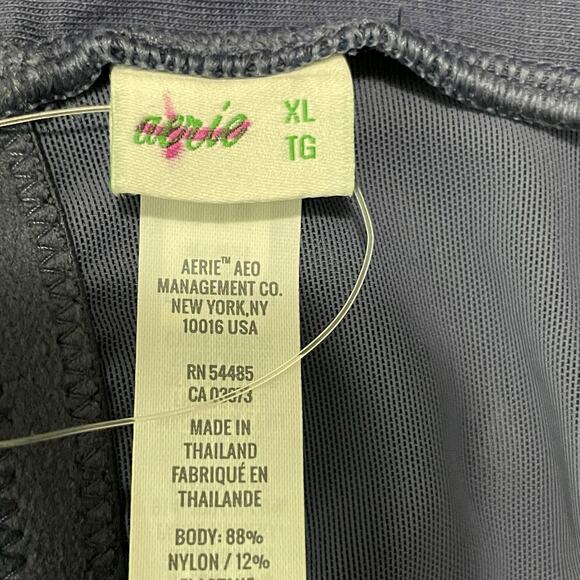 aerie
XL
TG
AERIE™ AEO
MANAGEMENT CO.
NEW YORK,NY
10016 USA
RN 54485
CA 03073
MADE IN
THAILAND
FABRIQUÉ EN
THAILANDE
BODY: 88%
NYLON / 12%